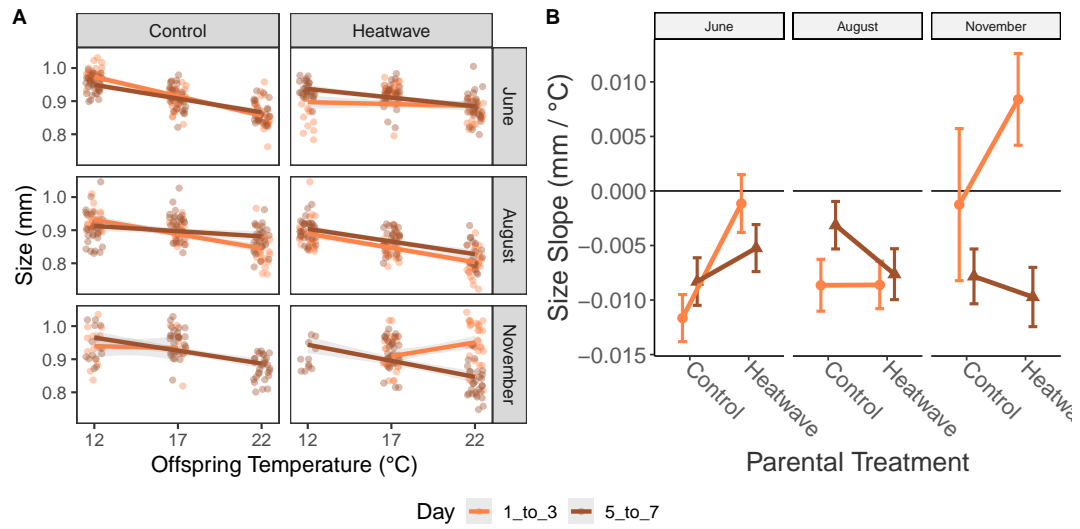 A
Control
Heatwave
Size (mm)
1.0
0.9
0.8
June
1.0
0.9
0.8
August
1.0
0.9
0.8
November
12
17
22
12
17
22
Offspring Temperature (°C)
B
June
August
November
Size Slope (mm / °C)
0.010
0.005
0.000
−0.005
−0.010
−0.015
Control
Heatwave
Control
Heatwave
Control
Heatwa
Parental Treatment
Day
1_to_3
5_to_7